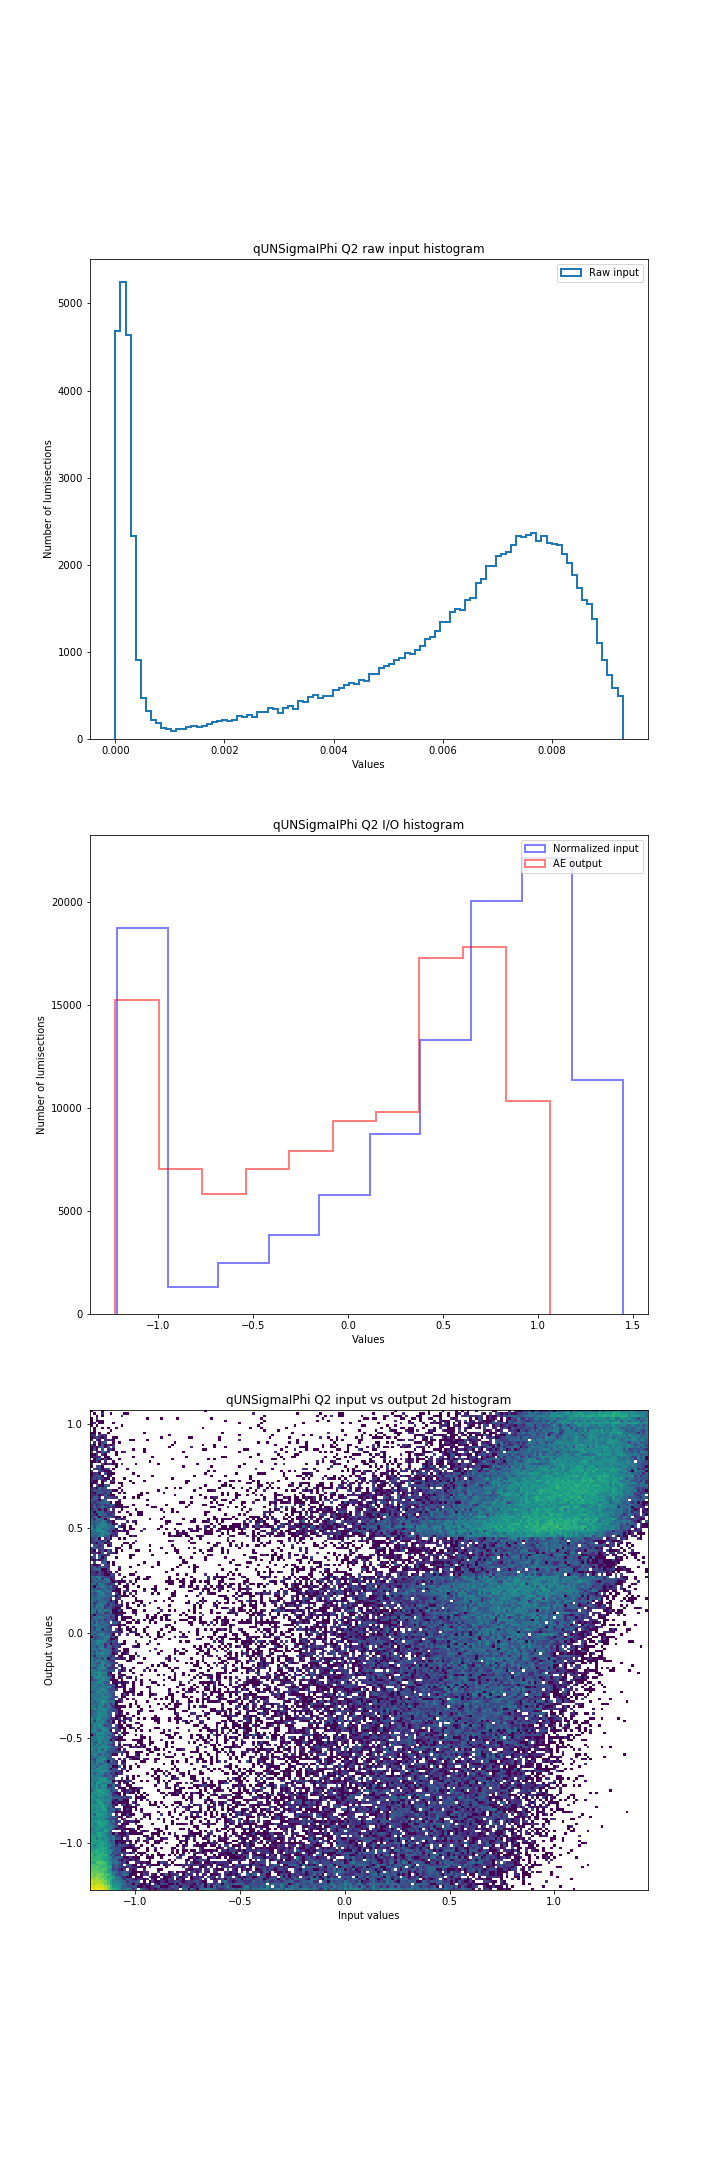 qUNSigmaIPhi Q2 raw input histogram
Raw input
5000
4000
3000
2000
1000
0
Number of lumisections
0.000 0.002 0.004 0.006 0.008
Values
qUNSigmaIPhi Q2 I/O histogram
Normalized input
AE output
20000
15000
10000
5000
0
Number of lumisections
−1.0 −0.5 0.0 0.5 1.0 1.5
Values
qUNSigmaIPhi Q2 input vs output 2d histogram
1.0
0.5
0.0
−0.5
−1.0
Output values
−1.0 −0.5 0.0 0.5 1.0
Input values